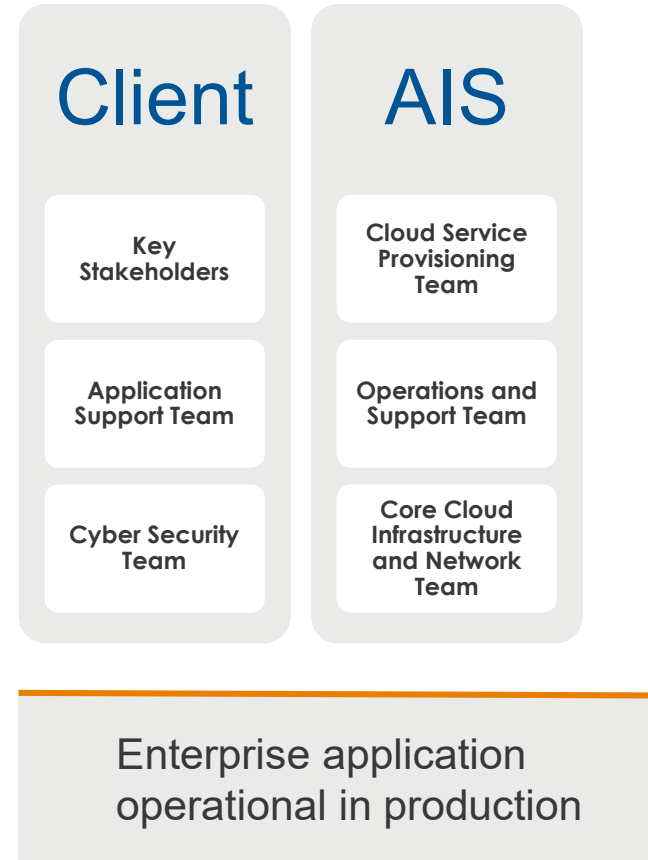 Client
Key
Stakeholders
Application
Support Team
Cyber Security
Team
AIS
Cloud Service
Provisioning
Team
Operations and
Support Team
Core Cloud
Infrastructure
and Network
Team
Enterprise application
operational in production